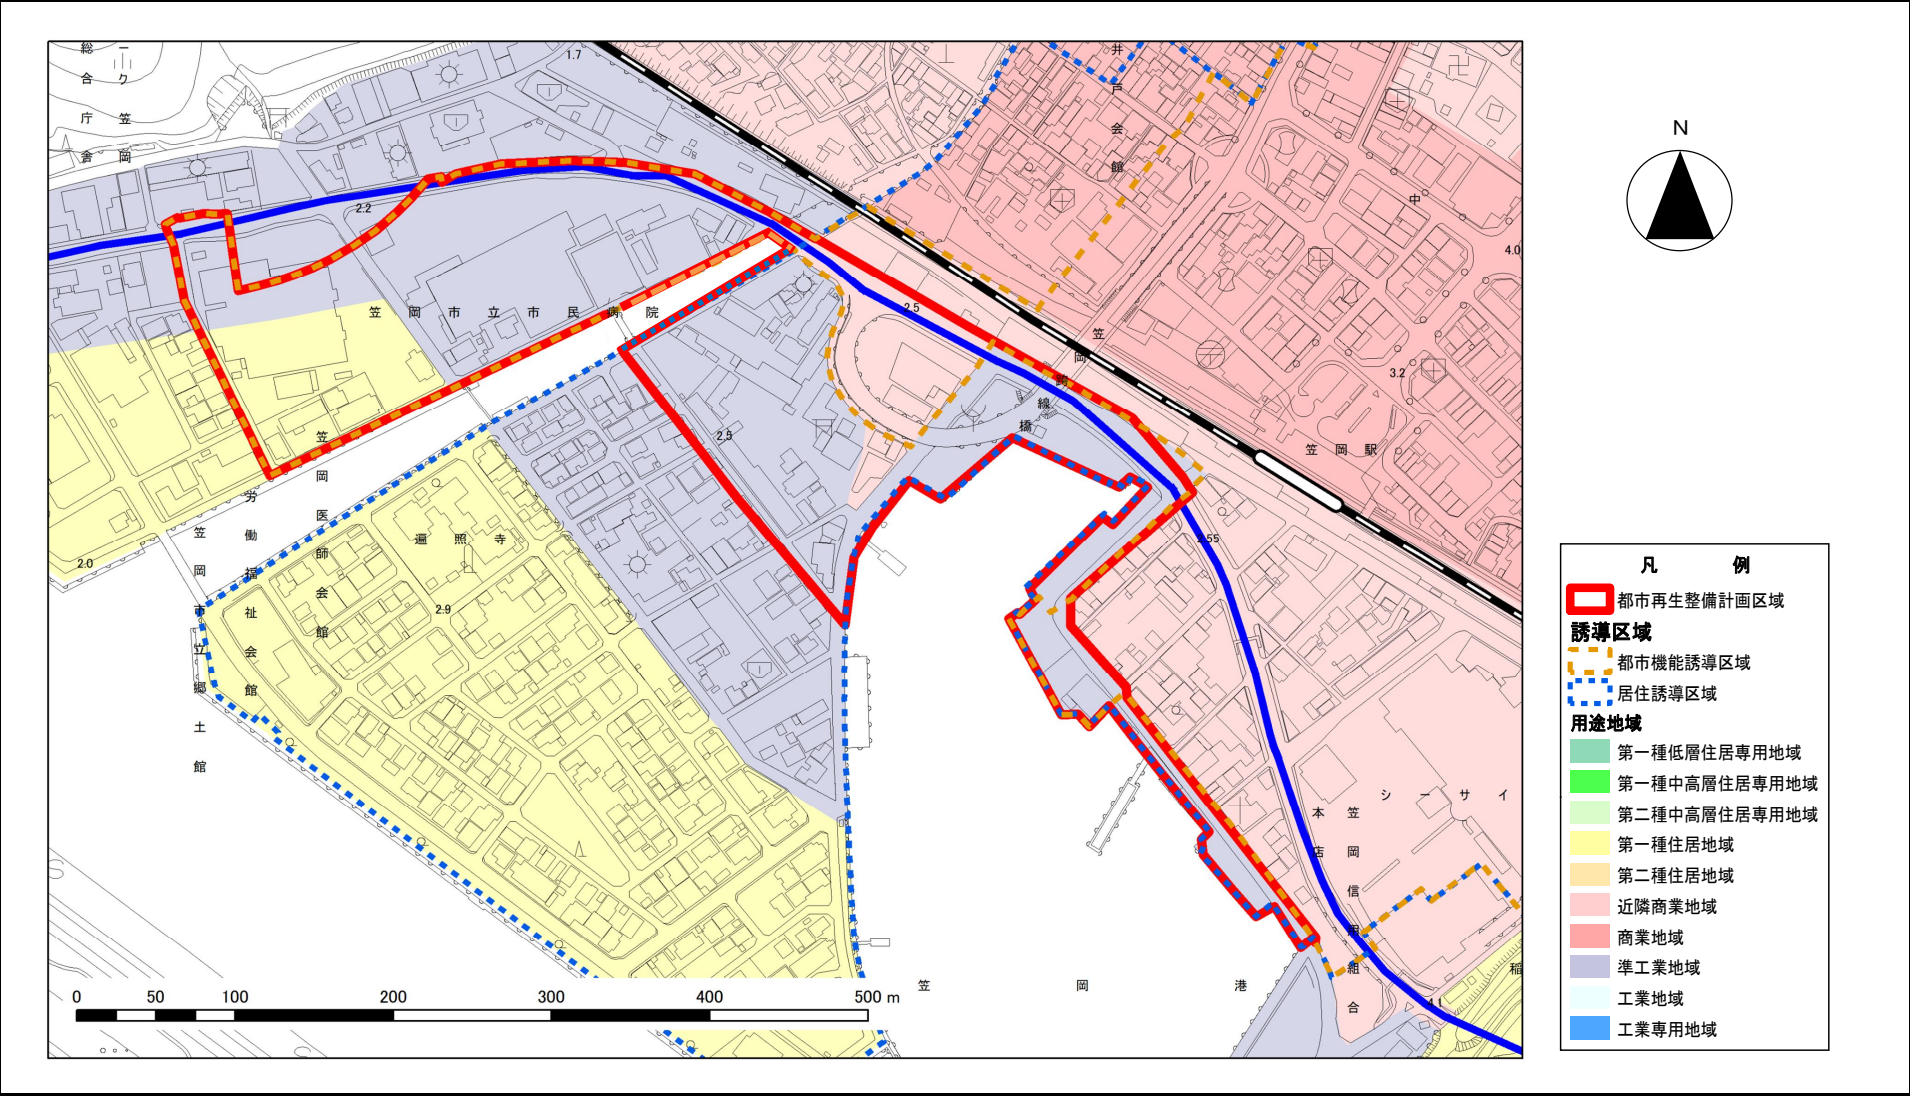 総合庁舎
ーク笠岡
1.7
井戸会館
中
4.0
2.2
笠岡市立市民病院
2.5
笠岡跨線橋
3.2
笠岡駅
2.5
笠岡医師会館
労働福祉会館
笠岡市立郷土館
遍照寺
2.0
2.9
2.55
シーサイ
笠岡信用組合
本店
稲
4.1
笠岡港
0 50 100 200 300 400 500 m
N
凡例
都市再生整備計画区域
誘導区域
都市機能誘導区域
居住誘導区域
用途地域
第一種低層住居専用地域
第一種中高層住居専用地域
第二種中高層住居専用地域
第一種住居地域
第二種住居地域
近隣商業地域
商業地域
準工業地域
工業地域
工業専用地域